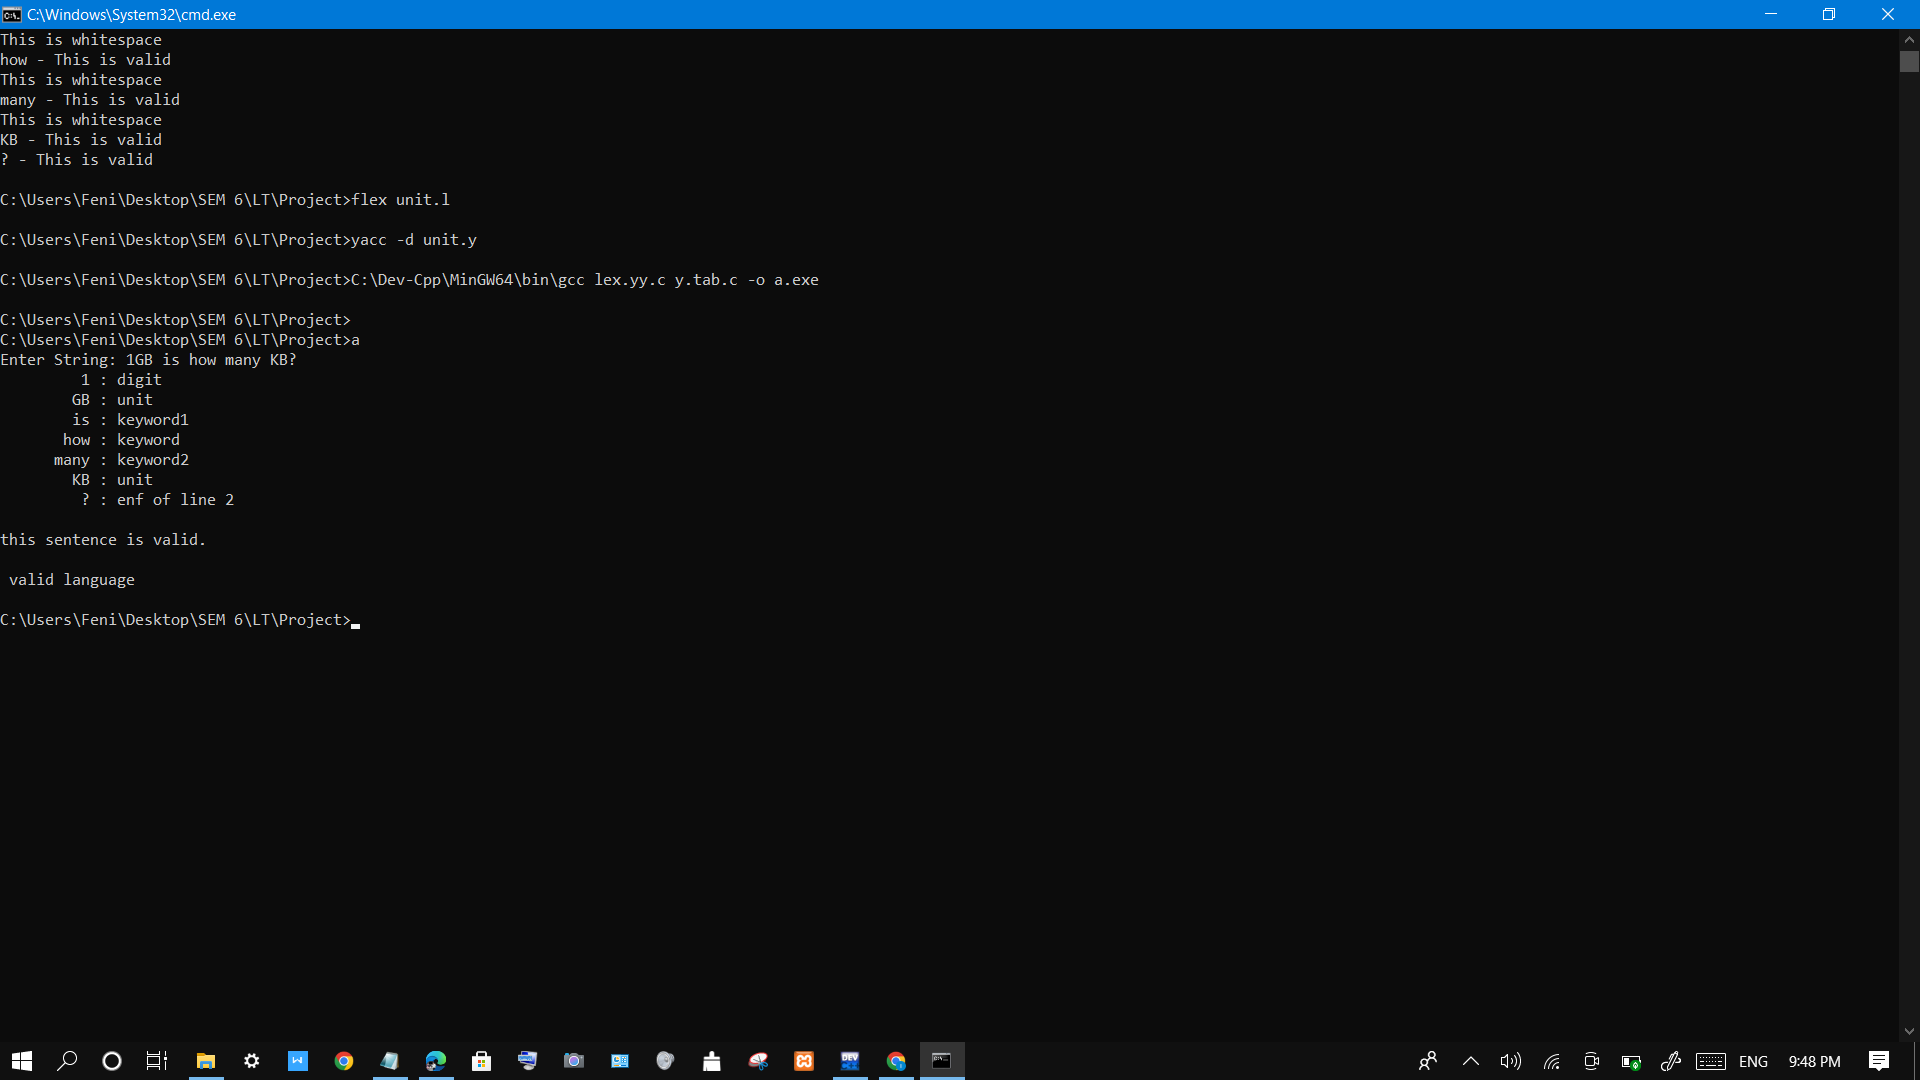 C:\Windows\System32\cmd.exe
This is whitespace
how - This is valid
This is whitespace
many - This is valid
This is whitespace
KB - This is valid
? - This is valid
C:\Users\Feni\Desktop\SEM 6\LT\Project>flex unit.l
C:\Users\Feni\Desktop\SEM 6\LT\Project>yacc -d unit.y
C:\Users\Feni\Desktop\SEM 6\LT\Project>C:\Dev-Cpp\MinGW64\bin\gcc lex.yy.c y.tab.c -o a.exe
C:\Users\Feni\Desktop\SEM 6\LT\Project>
C:\Users\Feni\Desktop\SEM 6\LT\Project>a
Enter String: 1GB is how many KB?
1 : digit
GB : unit
is : keyword1
how : keyword
many : keyword2
KB : unit
? : enf of line 2
this sentence is valid.
valid language
C:\Users\Feni\Desktop\SEM 6\LT\Project>
DEV
ENG
9:48 PM